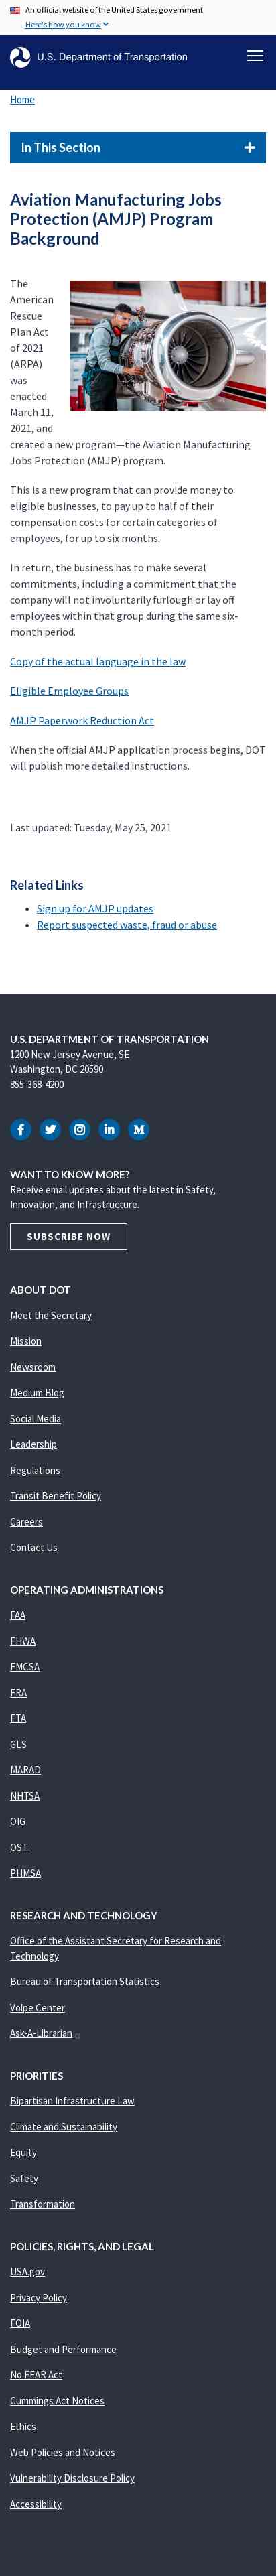 An official website of the United States government
Here's how you know
U.S. Department of Transportation
Home
In This Section
Aviation Manufacturing Jobs
Protection (AMJP) Program
Background
The
American
Rescue
Plan Act
of 2021
(ARPA)
was
enacted
March 11,
2021, and
created a new program—the Aviation Manufacturing
Jobs Protection (AMJP) program.
This is a new program that can provide money to
eligible businesses, to pay up to half of their
compensation costs for certain categories of
employees, for up to six months.
In return, the business has to make several
commitments, including a commitment that the
company will not involuntarily furlough or lay off
employees within that group during the same six-
month period.
Copy of the actual language in the law
Eligible Employee Groups
AMJP Paperwork Reduction Act
When the official AMJP application process begins, DOT
will publish more detailed instructions.
Last updated: Tuesday, May 25, 2021
Related Links
• Sign up for AMJP updates
• Report suspected waste, fraud or abuse
U.S. DEPARTMENT OF TRANSPORTATION
1200 New Jersey Avenue, SE
Washington, DC 20590
855-368-4200
WANT TO KNOW MORE?
Receive email updates about the latest in Safety,
Innovation, and Infrastructure.
SUBSCRIBE NOW
ABOUT DOT
Meet the Secretary
Mission
Newsroom
Medium Blog
Social Media
Leadership
Regulations
Transit Benefit Policy
Careers
Contact Us
OPERATING ADMINISTRATIONS
FAA
FHWA
FMCSA
FRA
FTA
GLS
MARAD
NHTSA
OIG
OST
PHMSA
RESEARCH AND TECHNOLOGY
Office of the Assistant Secretary for Research and
Technology
Bureau of Transportation Statistics
Volpe Center
Ask-A-Librarian
PRIORITIES
Bipartisan Infrastructure Law
Climate and Sustainability
Equity
Safety
Transformation
POLICIES, RIGHTS, AND LEGAL
USA.gov
Privacy Policy
FOIA
Budget and Performance
No FEAR Act
Cummings Act Notices
Ethics
Web Policies and Notices
Vulnerability Disclosure Policy
Accessibility